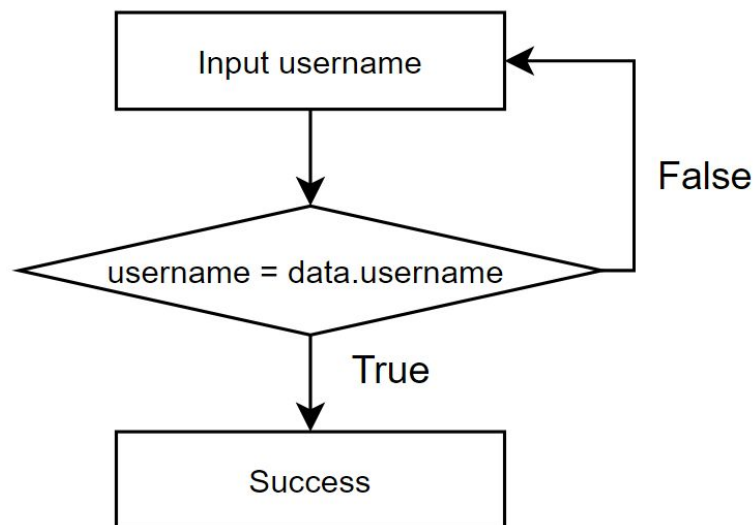 Input username
False
username = data.username
True
Success